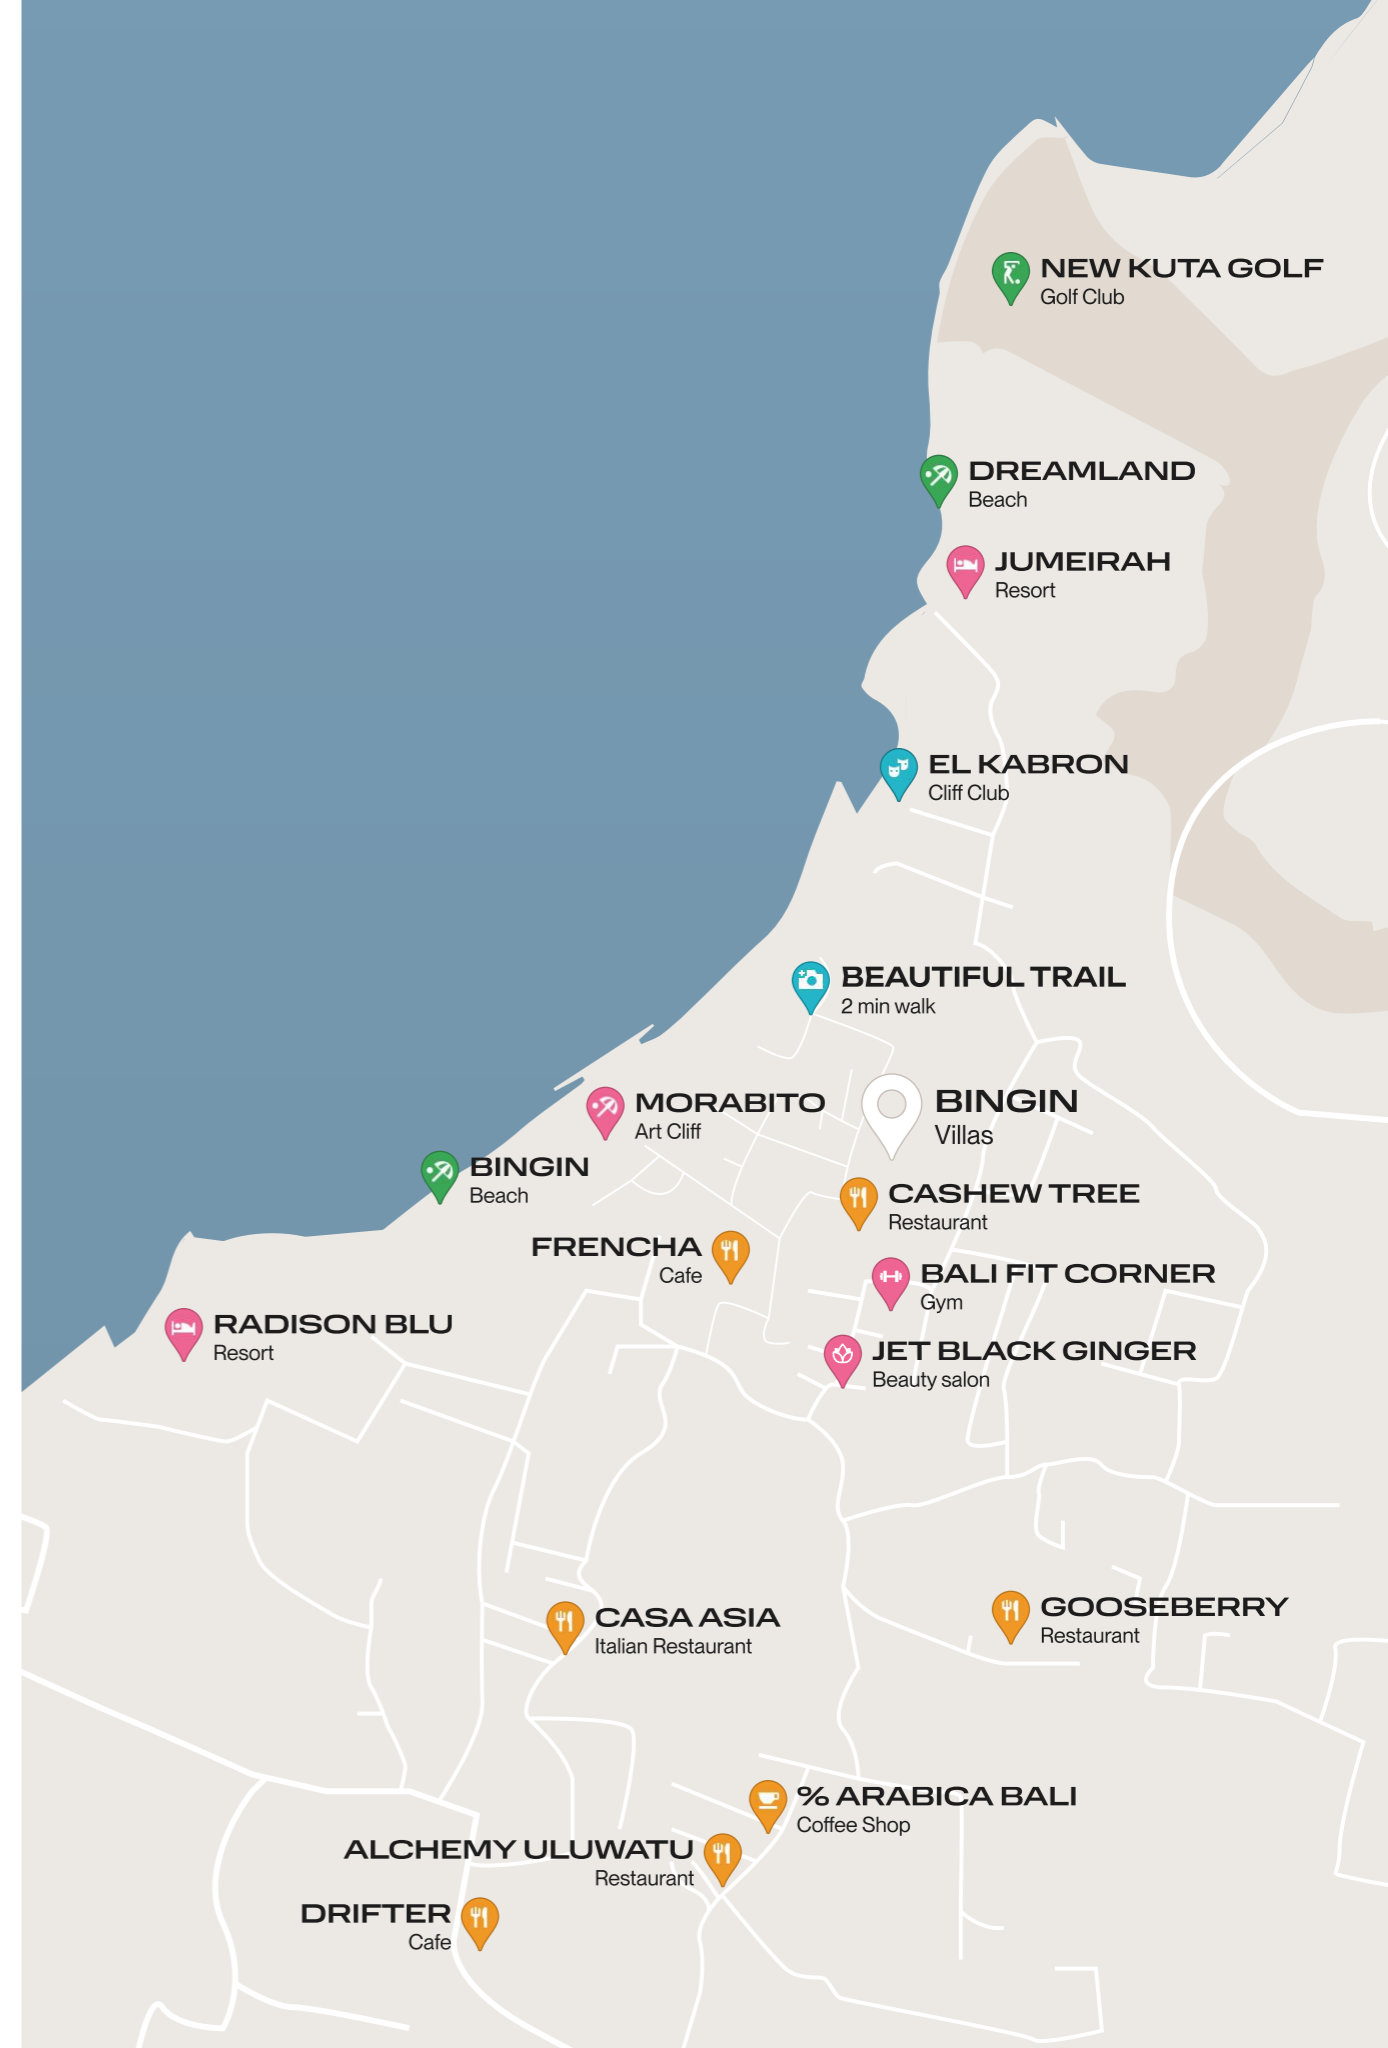 NEW KUTA GOLF
Golf Club
DREAMLAND
Beach
JUMEIRAH
Resort
EL KABRON
Cliff Club
BEAUTIFUL TRAIL
2 min walk
MORABITO
Art Cliff
BINGIN
Villas
BINGIN
Beach
CASHEW TREE
Restaurant
FRENCHA
Cafe
BALI FIT CORNER
Gym
RADISON BLU
Resort
JET BLACK GINGER
Beauty salon
CASA ASIA
Italian Restaurant
GOOSEBERRY
Restaurant
% ARABICA BALI
Coffee Shop
ALCHEMY ULUWATU
Restaurant
DRIFTER
Cafe